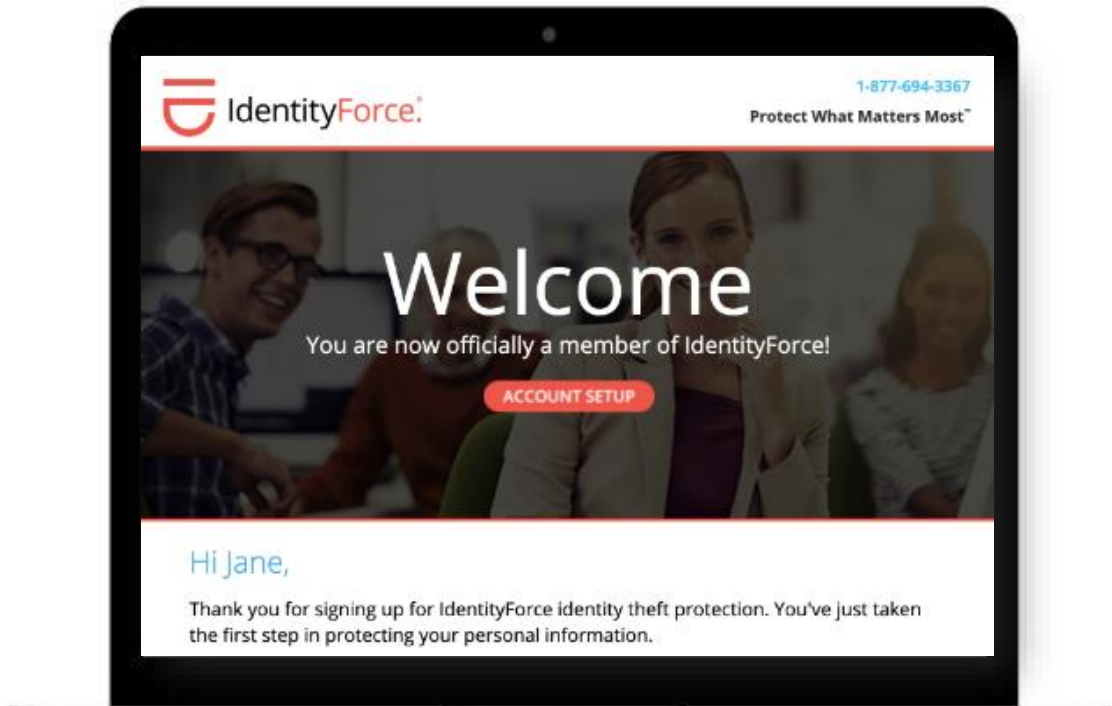 IdentityForce®
1-877-694-3367
Protect What Matters Most™
Welcome
You are now officially a member of IdentityForce!
ACCOUNT SETUP
Hi Jane,
Thank you for signing up for IdentityForce identity theft protection. You've just taken
the first step in protecting your personal information.